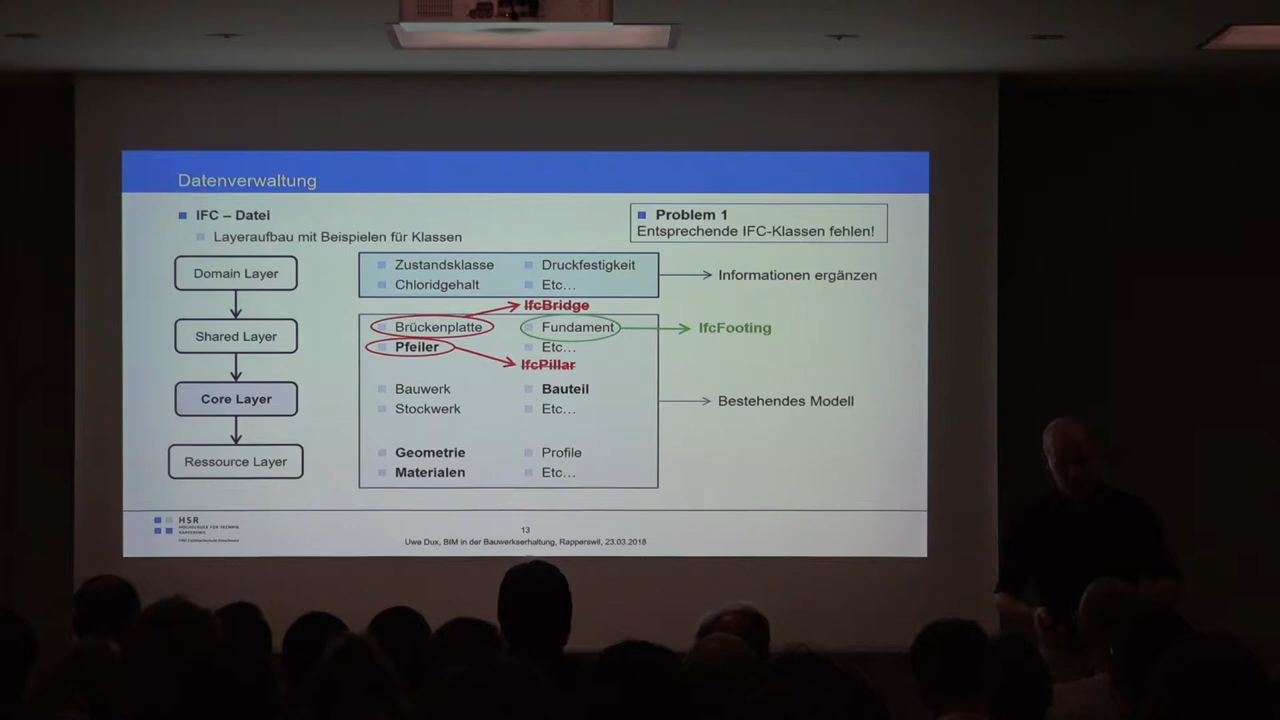 Datenverwaltung
IFC – Datei
Layeraufbau mit Beispielen für Klassen
Problem 1
Entsprechende IFC-Klassen fehlen!
Domain Layer
Zustandsklasse
Druckfestigkeit
Chloridgehalt
Etc…
Informationen ergänzen
IfcBridge
Shared Layer
Brückenplatte
Fundament
IfcFooting
Pfeiler
Etc…
IfcPillar
Core Layer
Bauwerk
Bauteil
Stockwerk
Etc…
Bestehendes Modell
Ressource Layer
Geometrie
Profile
Materialen
Etc…
HSR
HOCHSCHULE FÜR TECHNIK
RAPPERSWIL
13
Uwe Dux, BIM in der Bauwerkserhaltung, Rapperswil, 23.03.2018